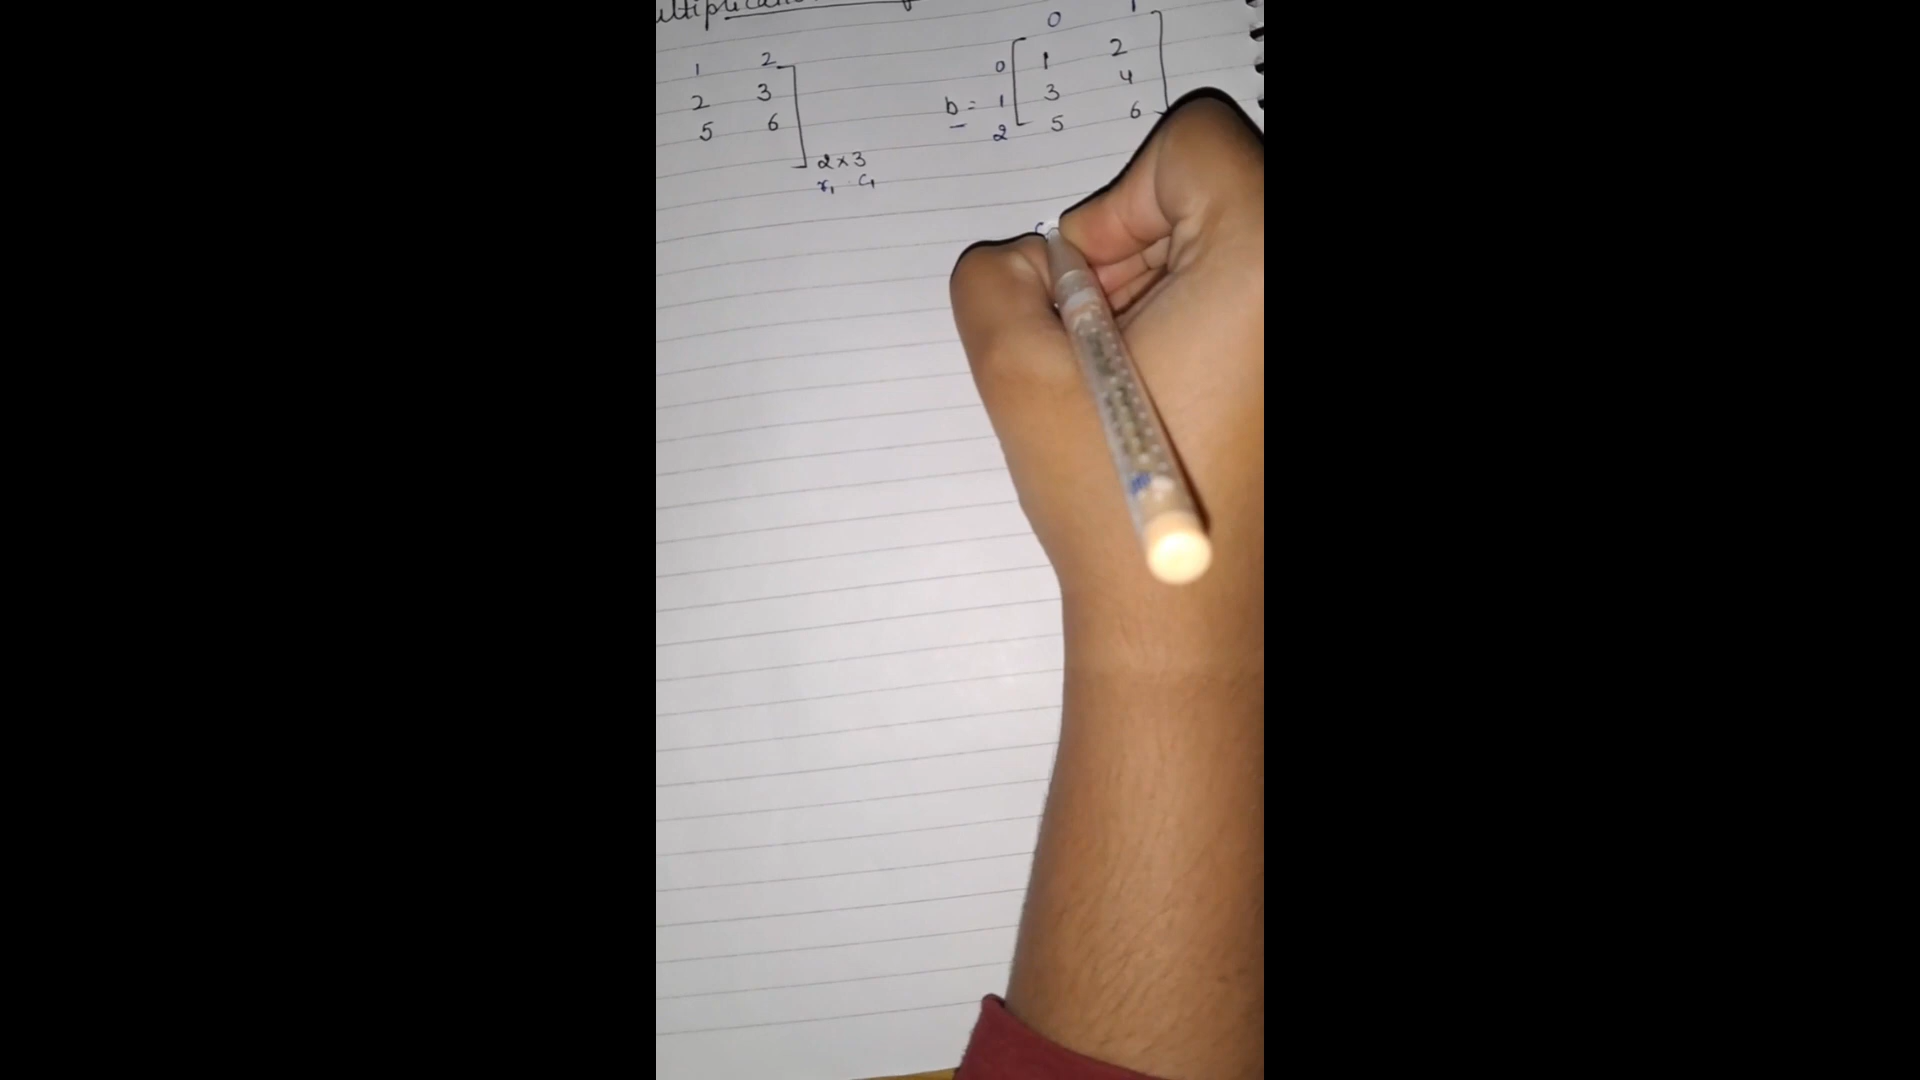 1 2
2 3
5 6
2×3
r₁ c₁
0 1
0 1 2
b = 1 3 4
2 5 6